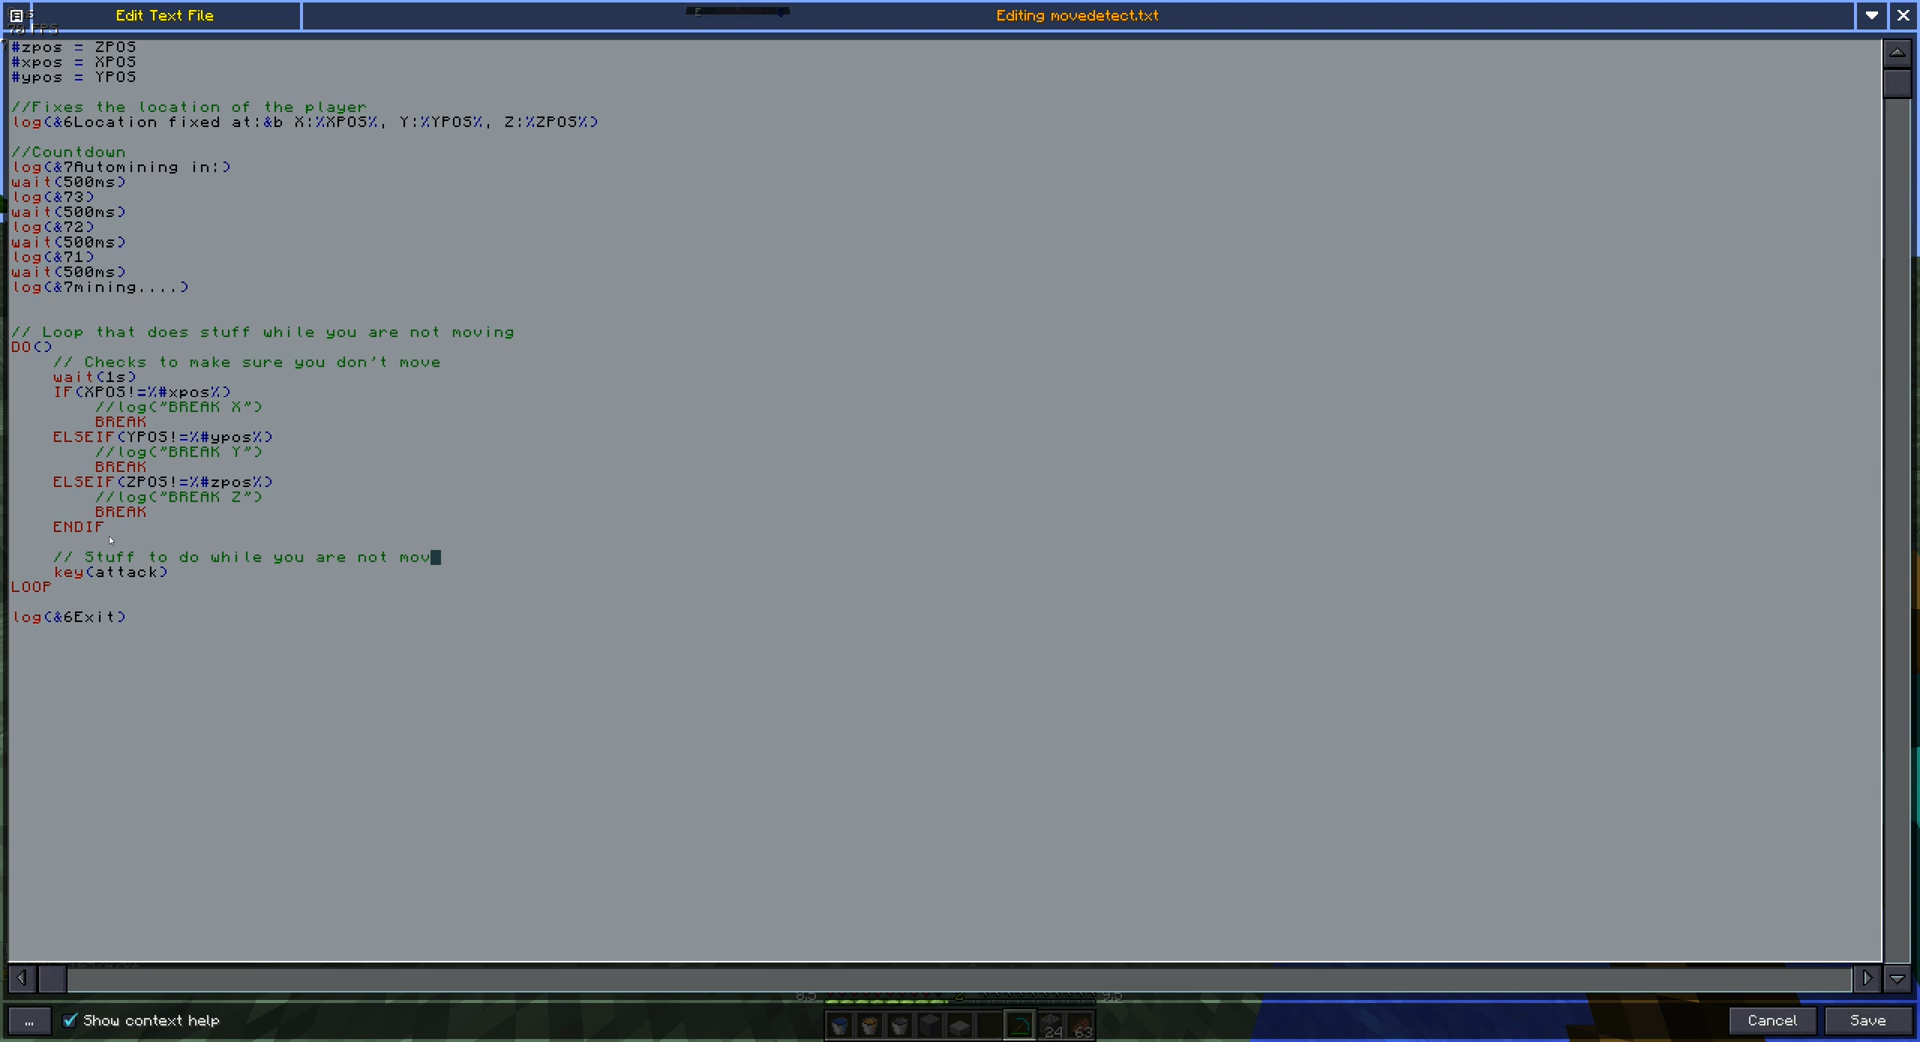 Edit Text File
Editing movedetect.txt
#zpos = ZPOS
#xpos = XPOS
#ypos = YPOS
//Fixes the location of the player
log(&6Location fixed at:&b X:%XPOS%, Y:%YPOS%, Z:%ZPOS%)
//Countdown
log(&7Automining in:)
wait(500ms)
log(&73)
wait(500ms)
log(&72)
wait(500ms)
log(&71)
wait(500ms)
log(&7mining....)
// Loop that does stuff while you are not moving
DO()
// Checks to make sure you don't move
wait(1s)
IF(XPOS!=%#xpos%)
//log("BREAK X")
BREAK
ELSEIF(YPOS!=%#ypos%)
//log("BREAK Y")
BREAK
ELSEIF(ZPOS!=%#zpos%)
//log("BREAK Z")
BREAK
ENDIF
// Stuff to do while you are not mov
key(attack)
LOOP
log(&6Exit)
... Show context help
24 63
Cancel Save